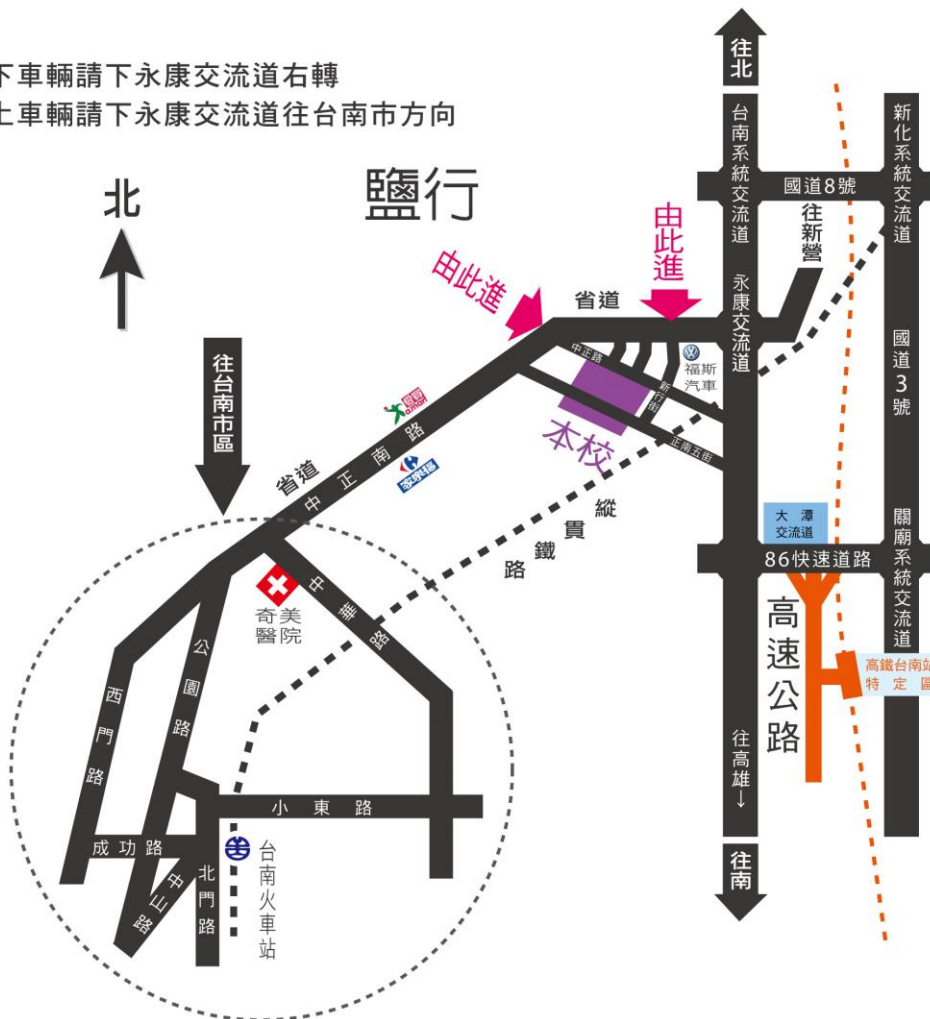 下車輛請下永康交流道右轉
上車輛請下永康交流道往台南市方向
北
鹽行
往北
台南系統交流道
新化系統交流道
國道8號
往新營
由此進
由此進
省道
永康交流道
國道3號
中正路
福斯
汽車
新行街
往台南市區
本校
正南五街
愛買
a.mart
家樂福
省道
中正南路
縱貫鐵路
大潭
交流道
86快速道路
關廟系統交流道
奇美
醫院
中華路
高速公路
高鐵台南站
特定區
公園路
西門路
往高雄↓
小東路
成功路
台南火車站
北門路
中山路
往南